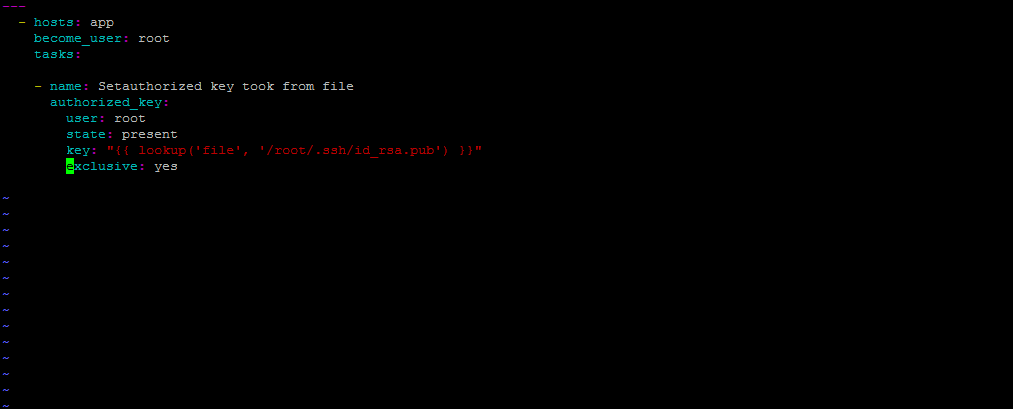 ---
  - hosts: app
    become_user: root
    tasks:

    - name: Setauthorized key took from file
      authorized_key:
        user: root
        state: present
        key: "{{ lookup('file', '/root/.ssh/id_rsa.pub') }}"
        exclusive: yes

~
~
~
~
~
~
~
~
~
~
~
~
~
~